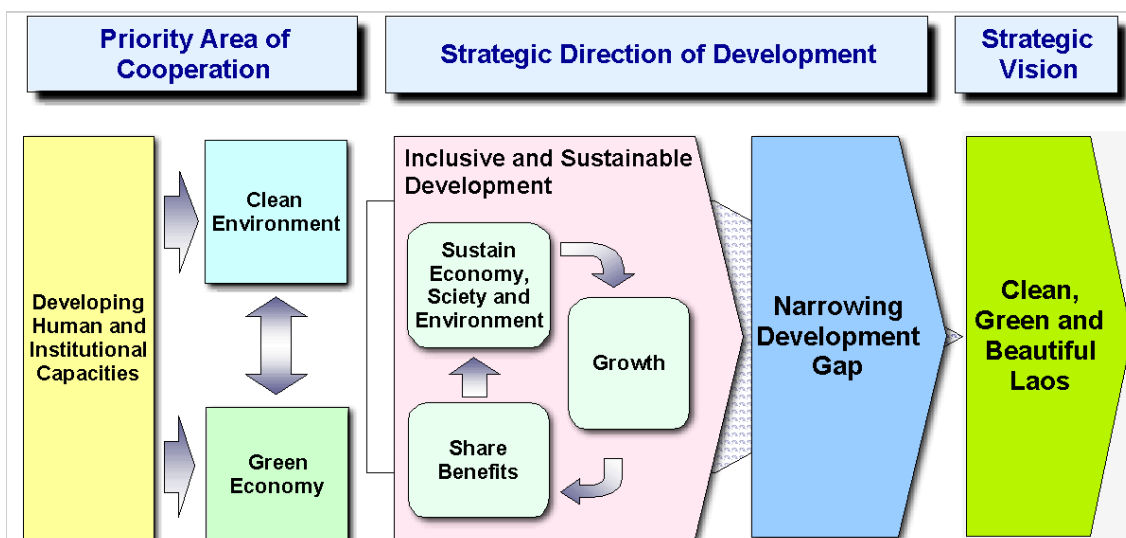 Priority Area of
Cooperation
Strategic Direction of Development
Strategic
Vision
Developing
Human and
Institutional
Capacities
Clean
Environment
Green
Economy
Inclusive and Sustainable
Development
Sustain
Economy,
Sciety and
Environment
Growth
Share
Benefits
Narrowing
Development
Gap
Clean,
Green and
Beautiful
Laos